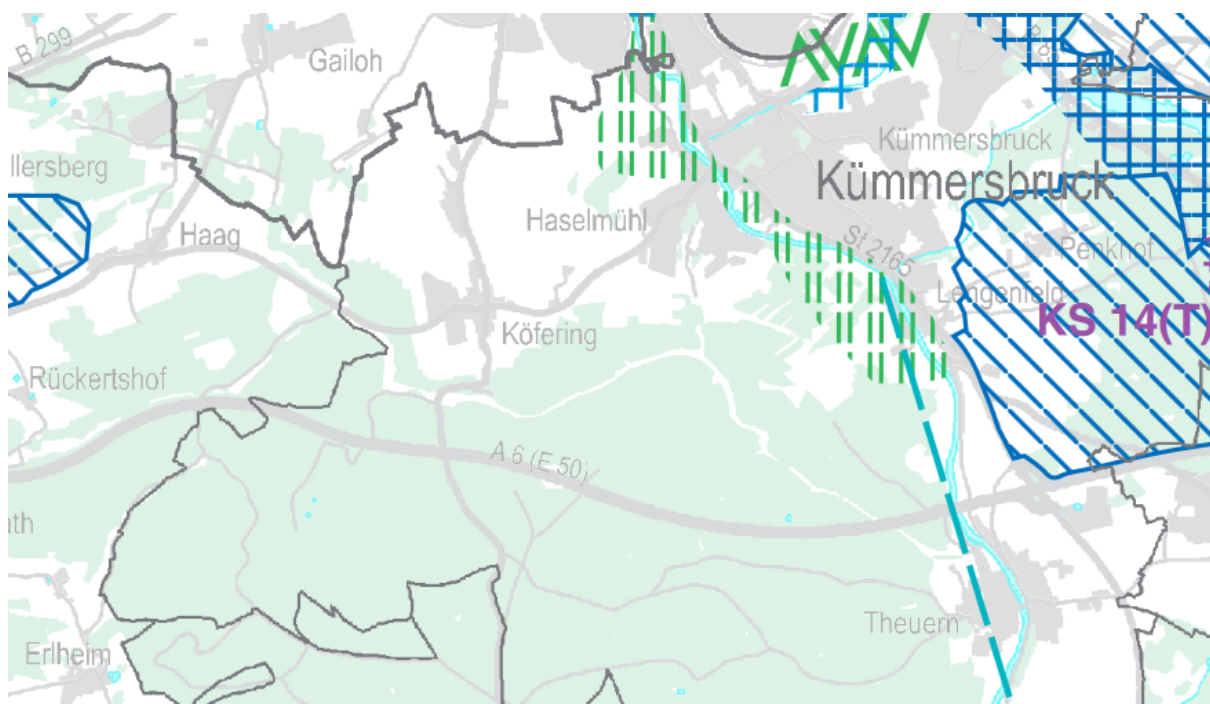 B 299
Gailoh
Kümmersbruck
llersberg
Kümmersbruck
Haselmühl
Haag
St 2165
Penkhof
Lengenfeld
KS 14(T)
Köfering
Rückertshof
A 6 (E 50)
ath
Theuern
Erlheim